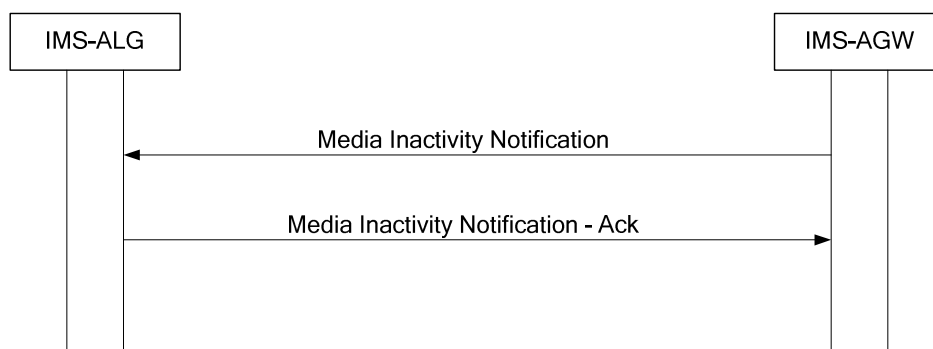 IMS-ALG
IMS-AGW
Media Inactivity Notification
Media Inactivity Notification - Ack